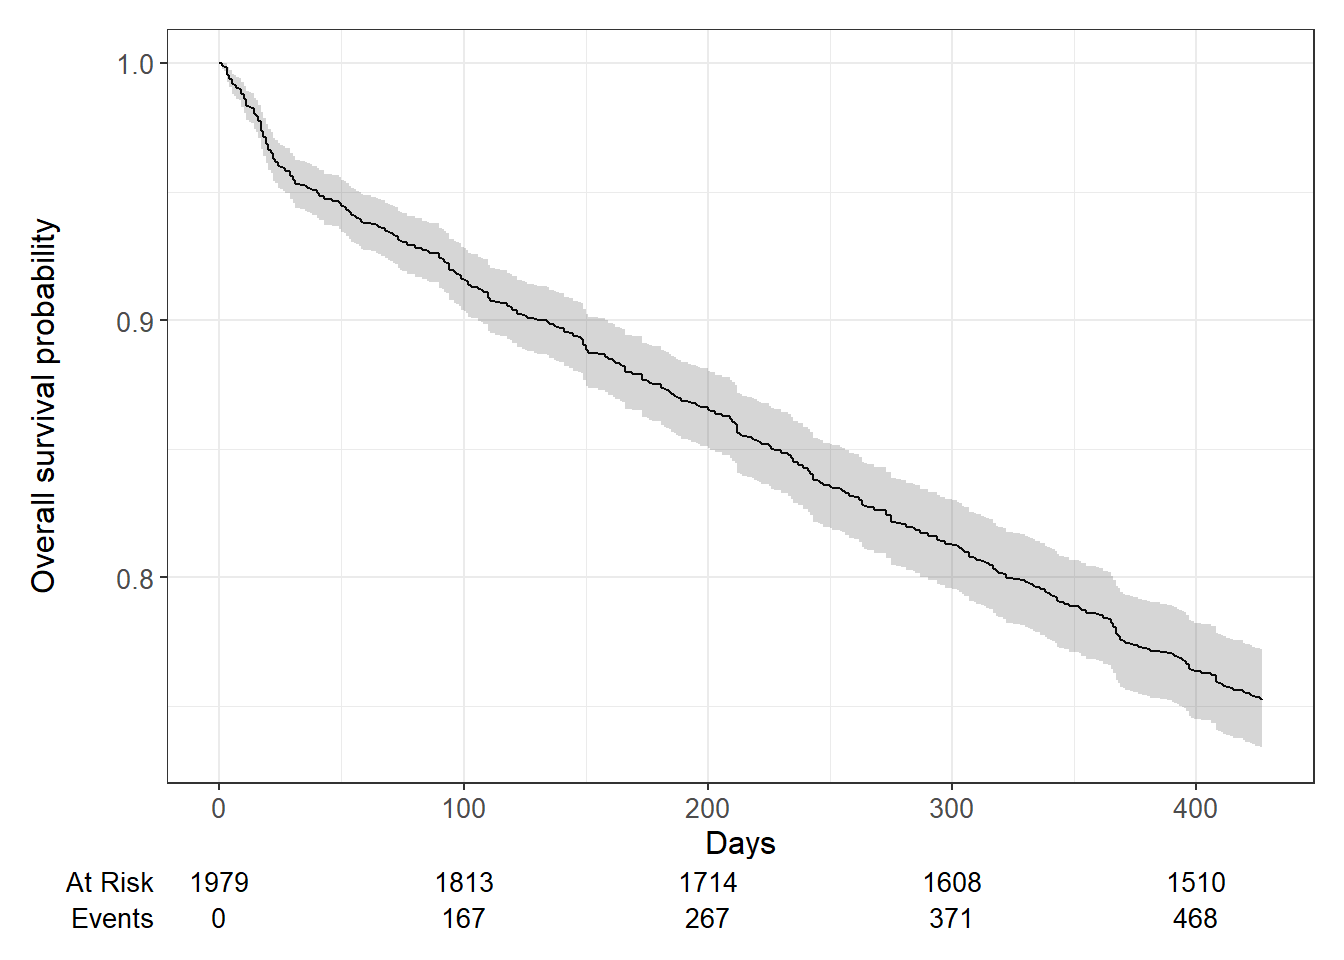 Overall survival probability
1.0
0.9
0.8
0 100 200 300 400
Days
At Risk 1979 1813 1714 1608 1510
Events 0 167 267 371 468